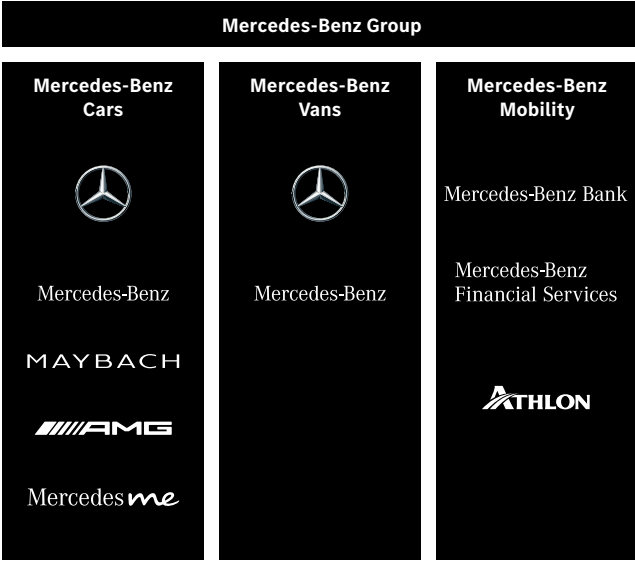 Mercedes-Benz Group
Mercedes-Benz
Cars
Mercedes-Benz
MAYBACH
AMG
Mercedes me
Mercedes-Benz
Vans
Mercedes-Benz
Mercedes-Benz
Mobility
Mercedes-Benz Bank
Mercedes-Benz
Financial Services
ATHLON